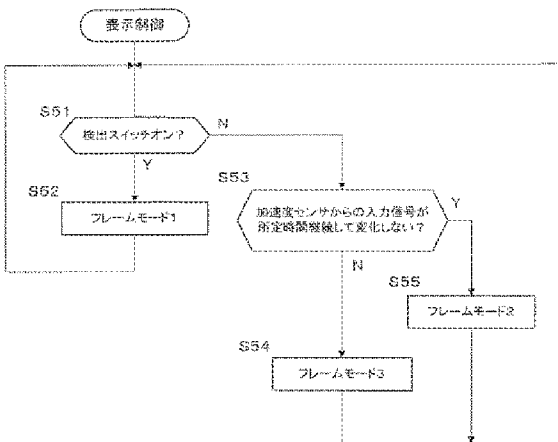 表示制御
S51
検出スイッチオン?
N
Y
S52
フレームモード1
S53
加速度センサからの入力信号が
所定時間継続して変化しない?
Y
N
S55
フレームモード2
S54
フレームモード3